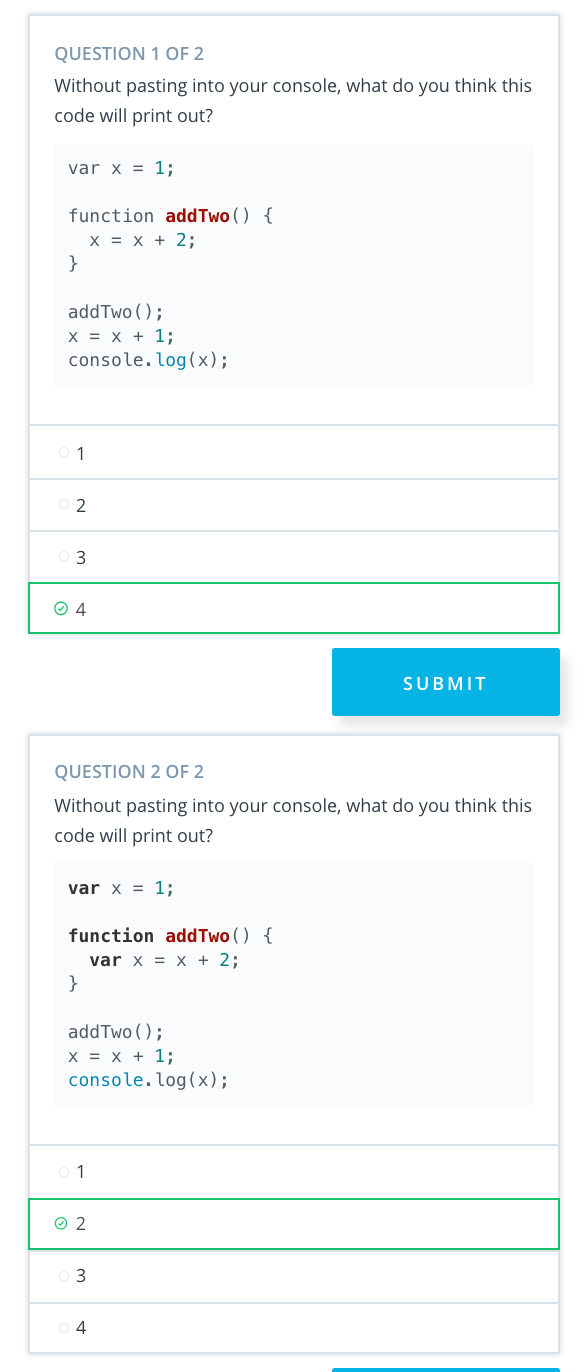 QUESTION 1 OF 2
Without pasting into your console, what do you think this
code will print out?
var x = 1;
function addTwo() {
  x = x + 2;
}
addTwo();
x = x + 1;
console.log(x);
1
2
3
4
SUBMIT
QUESTION 2 OF 2
Without pasting into your console, what do you think this
code will print out?
var x = 1;
function addTwo() {
  var x = x + 2;
}
addTwo();
x = x + 1;
console.log(x);
1
2
3
4